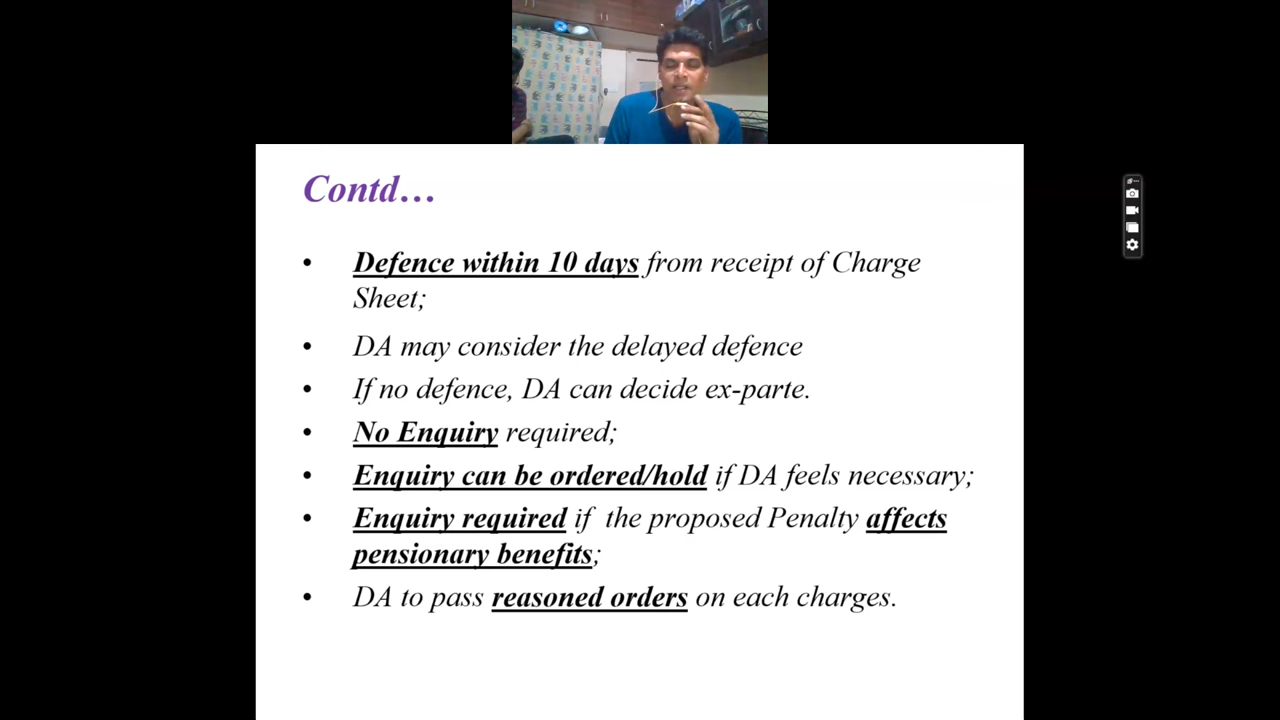 Contd…
• Defence within 10 days from receipt of Charge
Sheet;
• DA may consider the delayed defence
• If no defence, DA can decide ex-parte.
• No Enquiry required;
• Enquiry can be ordered/hold if DA feels necessary;
• Enquiry required if the proposed Penalty affects
pensionary benefits;
• DA to pass reasoned orders on each charges.